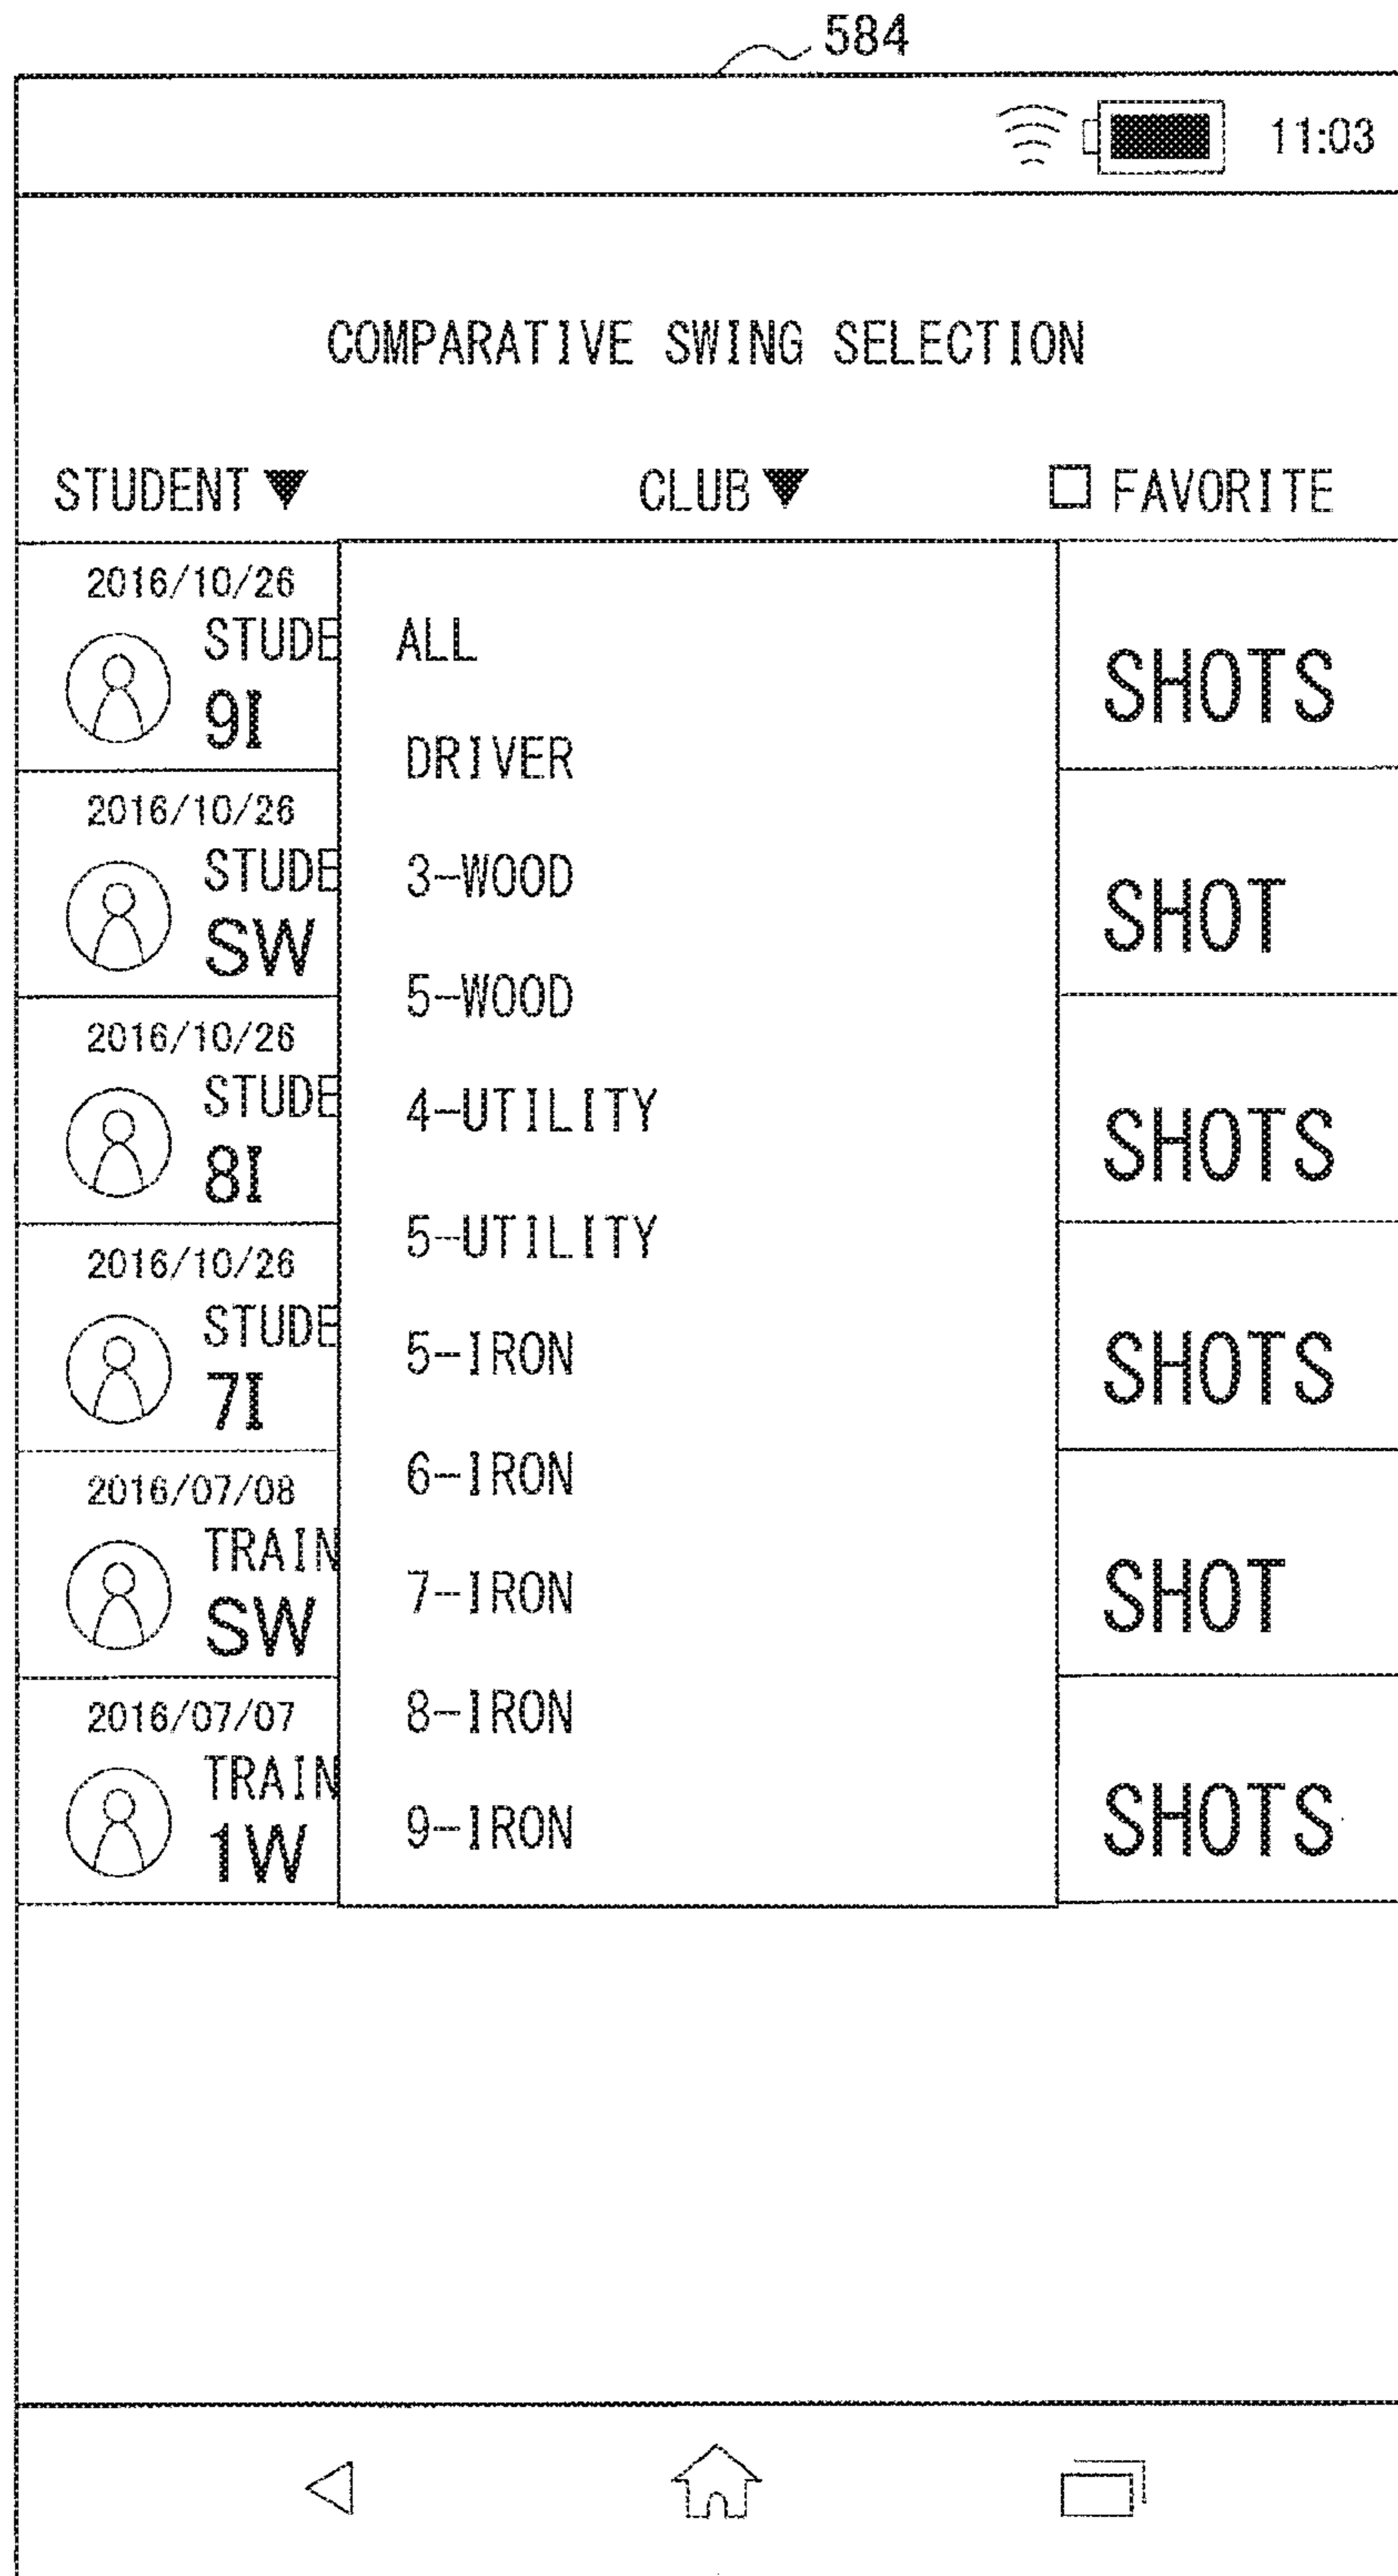 584
11:03
COMPARATIVE SWING SELECTION
STUDENT▼ CLUB▼ □ FAVORITE
2016/10/26
STUDE
9I
SHOTS
2016/10/26
STUDE
SW
SHOT
2016/10/26
STUDE
8I
SHOTS
2016/10/26
STUDE
7I
SHOTS
2016/07/08
TRAIN
SW
SHOT
2016/07/07
TRAIN
1W
SHOTS
ALL
DRIVER
3-WOOD
5-WOOD
4-UTILITY
5-UTILITY
5-IRON
6-IRON
7-IRON
8-IRON
9-IRON